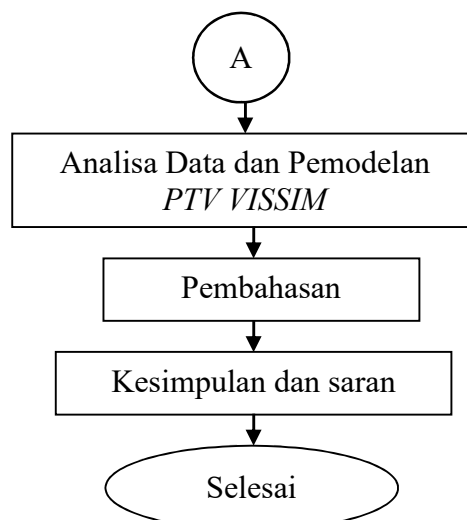 A
Analisa Data dan Pemodelan
PTV VISSIM
Pembahasan
Kesimpulan dan saran
Selesai